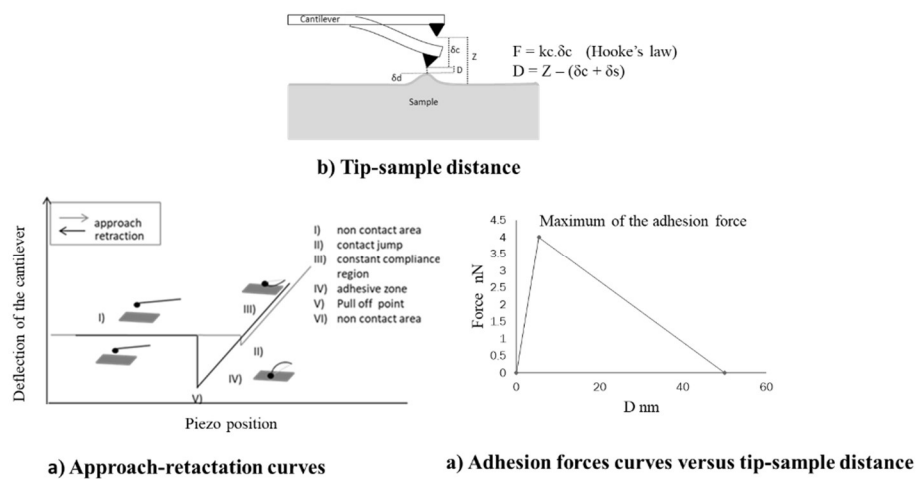 Cantilever
δc
Z
D
δd
Sample
F = kc.δc (Hooke's law)
D = Z – (δc + δs)
b) Tip-sample distance
Deflection of the cantilever
approach
retraction
I)
III)
II)
IV)
V)
I) non contact area
II) contact jump
III) constant compliance
region
IV) adhesive zone
V) Pull off point
VI) non contact area
Piezo position
a) Approach-retactation curves
Maximum of the adhesion force
Force nN
4.5
4
3.5
3
2.5
2
1.5
1
0.5
0
0
20
40
60
D nm
a) Adhesion forces curves versus tip-sample distance